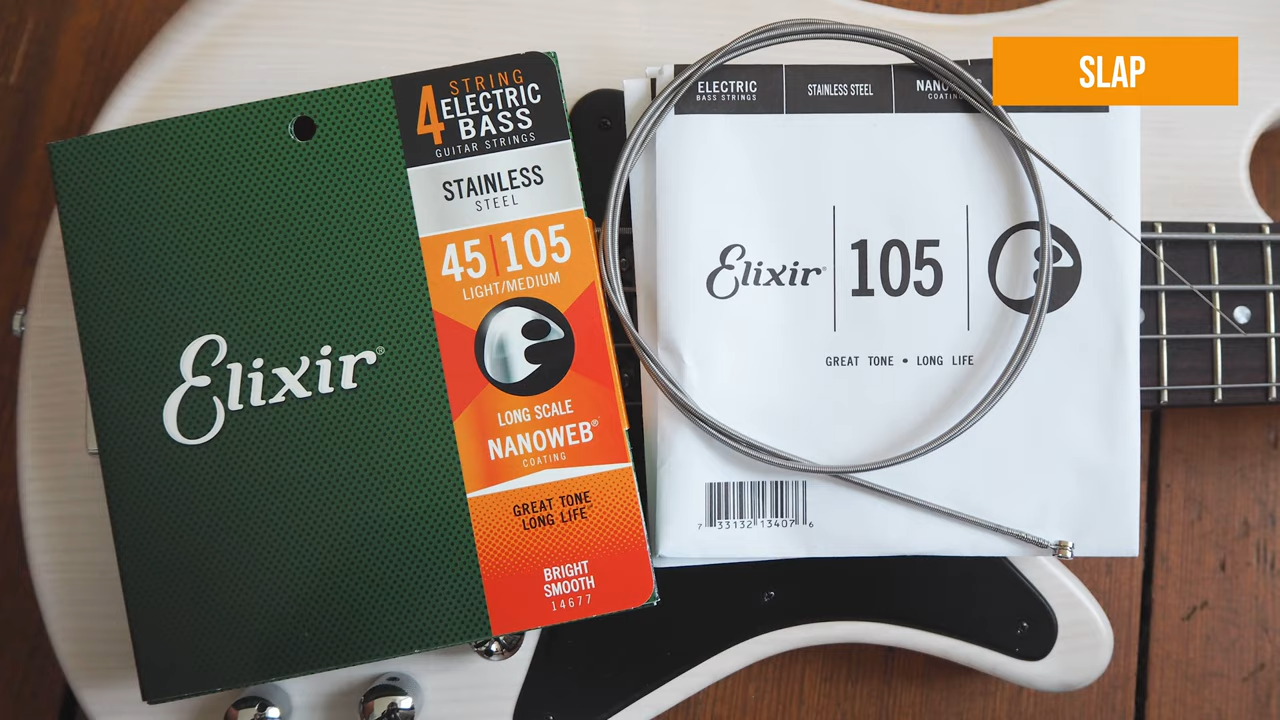 4 STRING
ELECTRIC
BASS
GUITAR STRINGS
STAINLESS
STEEL
45|105
LIGHT/MEDIUM
LONG SCALE
NANOWEB®
COATING
GREAT TONE
LONG LIFE
BRIGHT
SMOOTH
14677
Elixir®
ELECTRIC
BASS STRINGS
STAINLESS STEEL
Elixir®
105
GREAT TONE • LONG LIFE
7 33132 13407 6
SLAP